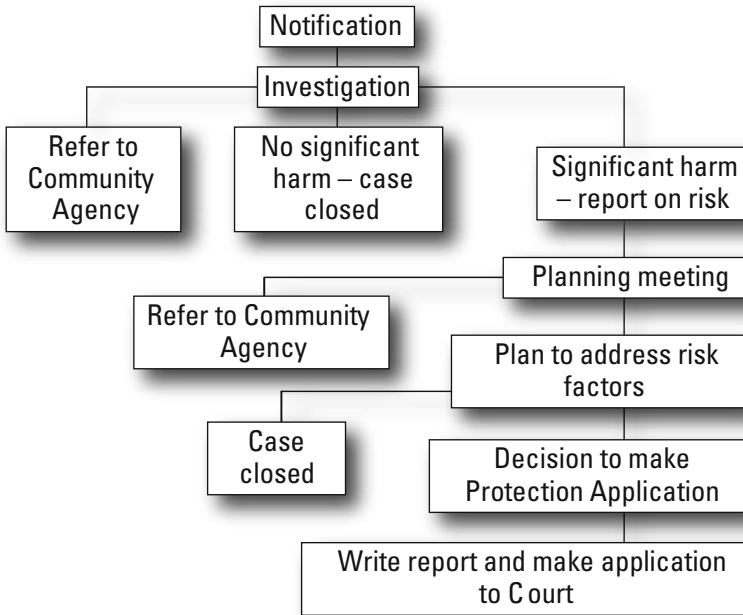 Notification
Investigation
Refer to
Community
Agency
No significant
harm – case
closed
Significant harm
– report on risk
Planning meeting
Refer to Community
Agency
Plan to address risk
factors
Case
closed
Decision to make
Protection Application
Write report and make application
to Court